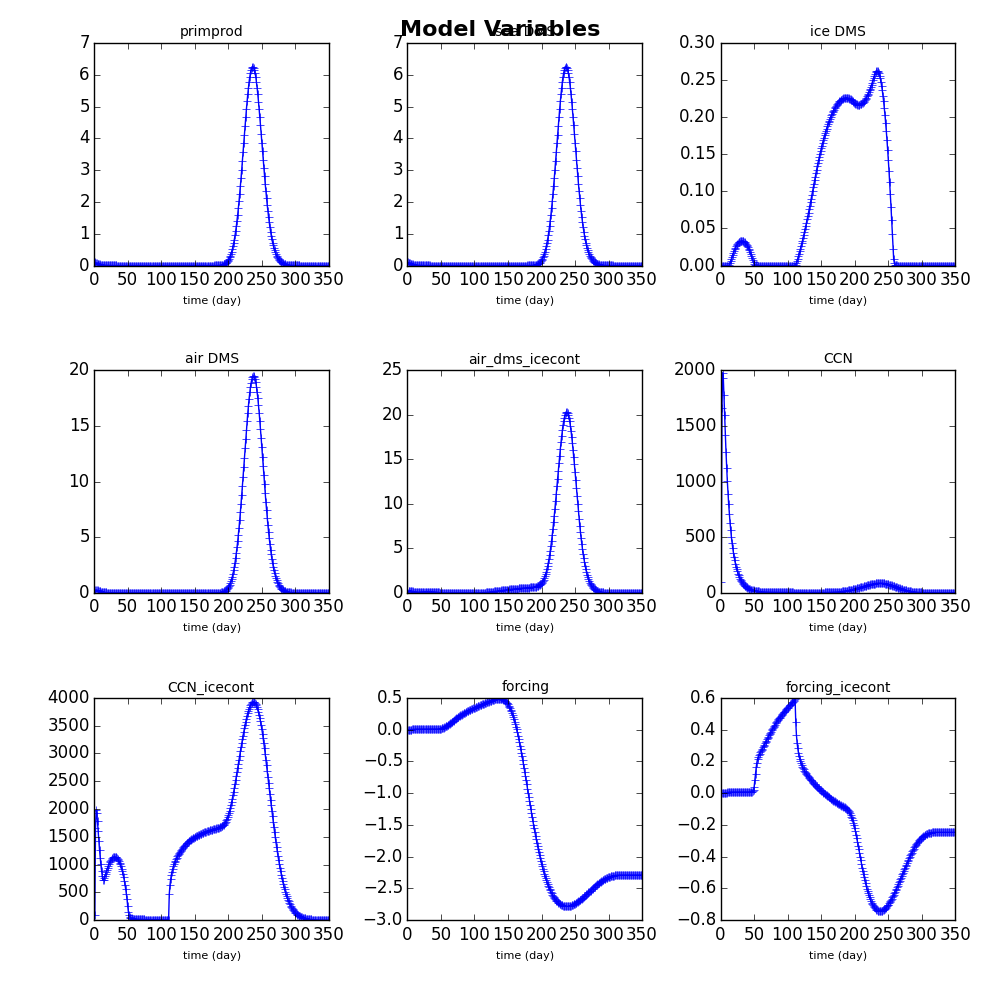 Model Variables
primprod
7
6
5
4
3
2
1
0
0 50 100 150 200 250 300 350
time (day)
7
6
5
4
3
2
1
0
0 50 100 150 200 250 300 350
time (day)
ice DMS
0.30
0.25
0.20
0.15
0.10
0.05
0.00
0 50 100 150 200 250 300 350
time (day)
air DMS
20
15
10
5
0
0 50 100 150 200 250 300 350
time (day)
air_dms_icecont
25
20
15
10
5
0
0 50 100 150 200 250 300 350
time (day)
CCN
2000
1500
1000
500
0
0 50 100 150 200 250 300 350
time (day)
CCN_icecont
4000
3500
3000
2500
2000
1500
1000
500
0
0 50 100 150 200 250 300 350
time (day)
forcing
0.5
0.0
−0.5
−1.0
−1.5
−2.0
−2.5
−3.0
0 50 100 150 200 250 300 350
time (day)
forcing_icecont
0.6
0.4
0.2
0.0
−0.2
−0.4
−0.6
−0.8
0 50 100 150 200 250 300 350
time (day)